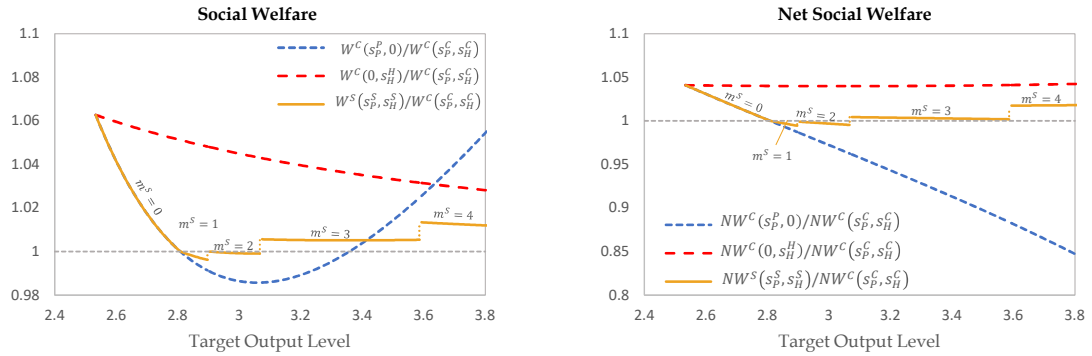 Social Welfare
1.1
1.08
1.06
1.04
1.02
1
0.98
2.4 2.6 2.8 3 3.2 3.4 3.6 3.8
Target Output Level
W^C(s_P^P, 0)/W^C(s_P^C, s_H^C)
W^C(0, s_H^H)/W^C(s_P^C, s_H^C)
W^S(s_P^S, s_H^S)/W^C(s_P^C, s_H^C)
m^S = 0
m^S = 1
m^S = 2
m^S = 3
m^S = 4
Net Social Welfare
1.1
1.05
1
0.95
0.9
0.85
0.8
2.4 2.6 2.8 3 3.2 3.4 3.6 3.8
Target Output Level
m^S = 0
m^S = 1
m^S = 2
m^S = 3
m^S = 4
NW^C(s_P^P, 0)/NW^C(s_P^C, s_H^C)
NW^C(0, s_H^H)/NW^C(s_P^C, s_H^C)
NW^S(s_P^S, s_H^S)/NW^C(s_P^C, s_H^C)